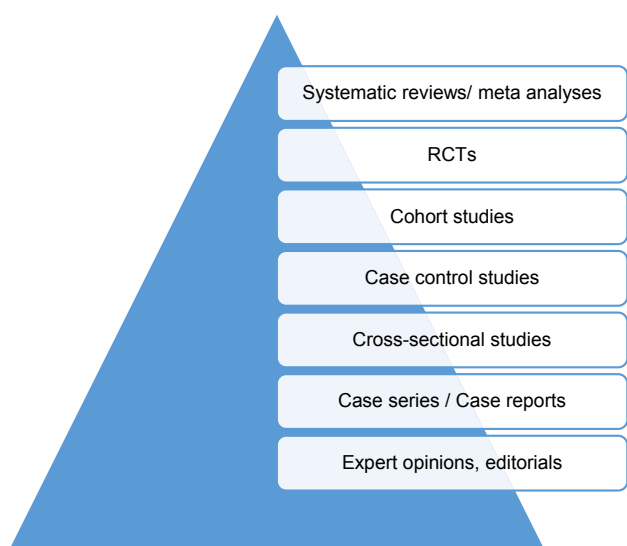 Systematic reviews/ meta analyses
RCTs
Cohort studies
Case control studies
Cross-sectional studies
Case series / Case reports
Expert opinions, editorials